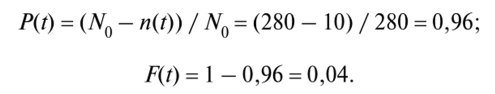 P(t) = (N₀ – n(t)) / N₀ = (280 – 10) / 280 = 0,96;
F(t) = 1 – 0,96 = 0,04.